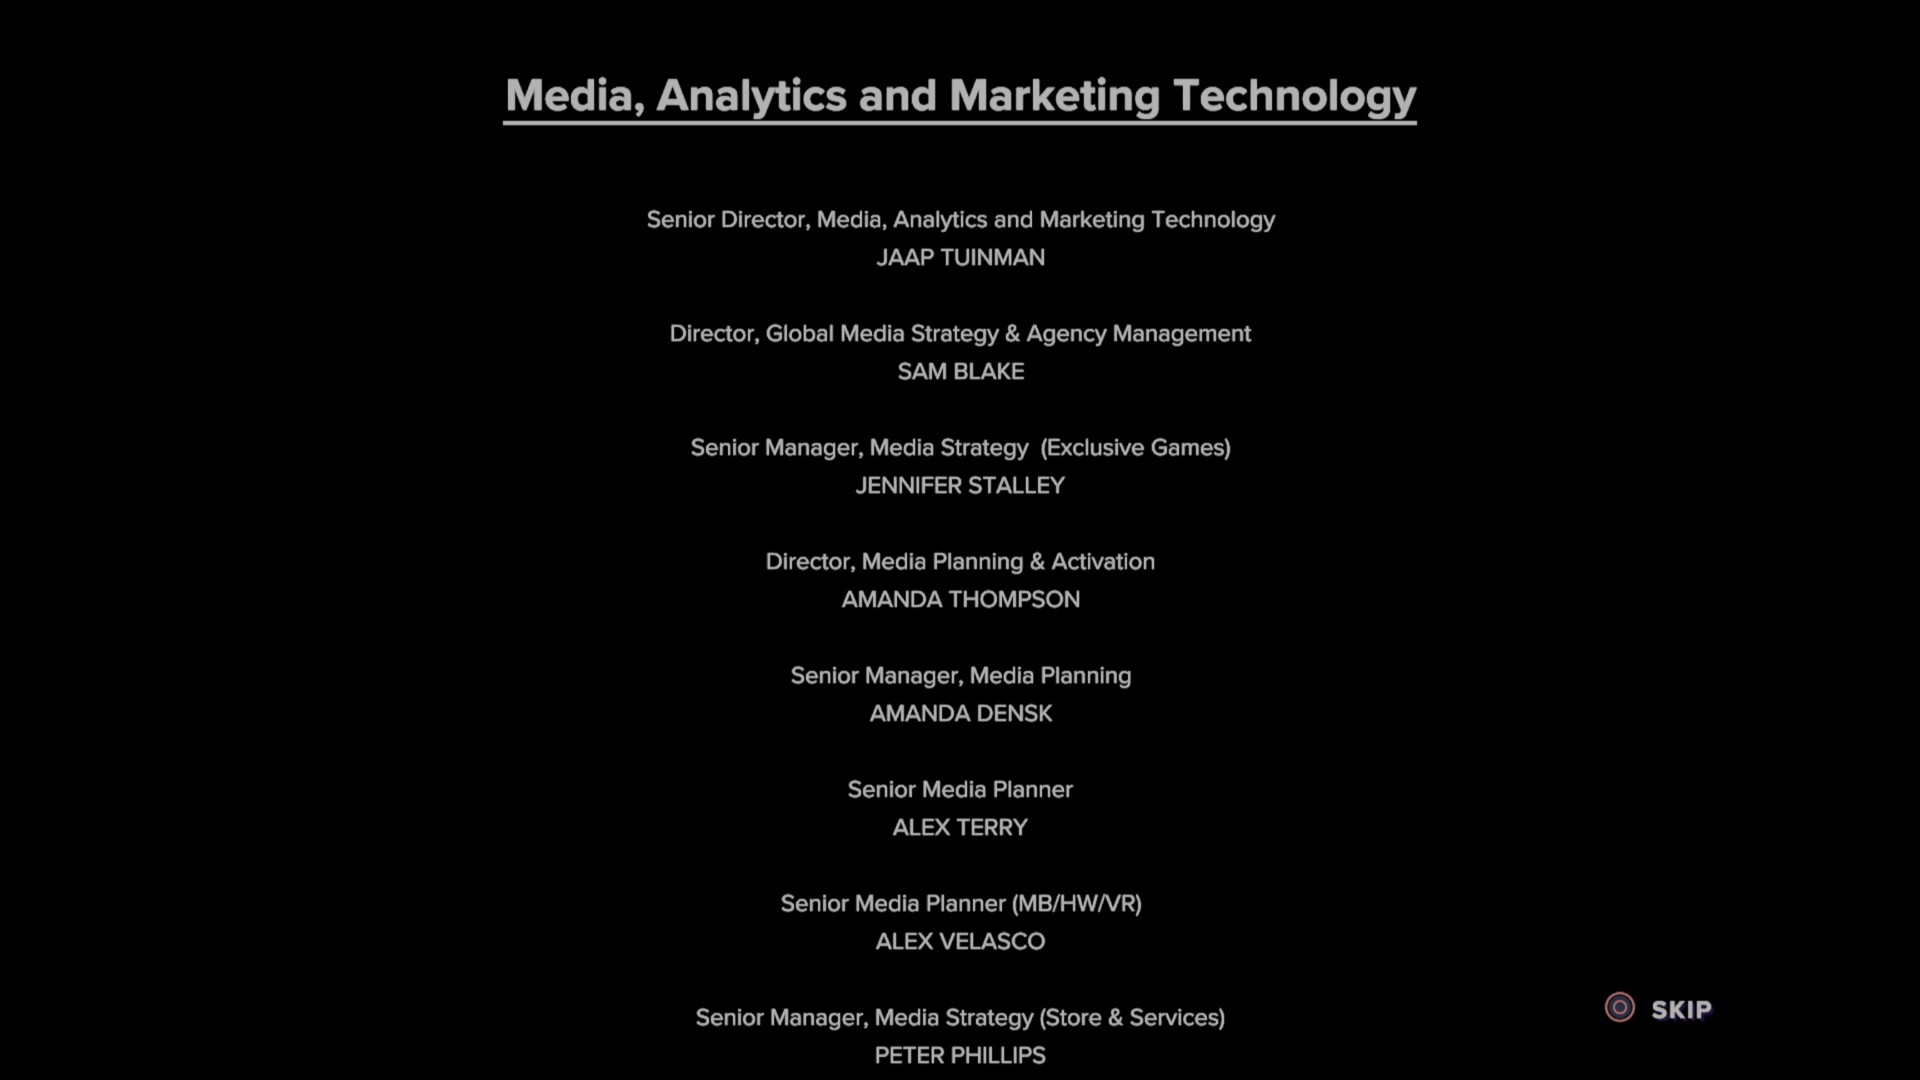 Media, Analytics and Marketing Technology
Senior Director, Media, Analytics and Marketing Technology
JAAP TUINMAN
Director, Global Media Strategy & Agency Management
SAM BLAKE
Senior Manager, Media Strategy  (Exclusive Games)
JENNIFER STALLEY
Director, Media Planning & Activation
AMANDA THOMPSON
Senior Manager, Media Planning
AMANDA DENSK
Senior Media Planner
ALEX TERRY
Senior Media Planner (MB/HW/VR)
ALEX VELASCO
Senior Manager, Media Strategy (Store & Services)
PETER PHILLIPS
SKIP